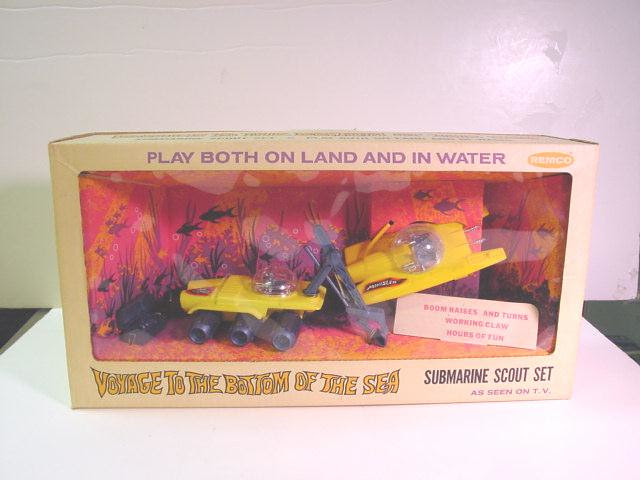 PLAY BOTH ON LAND AND IN WATER
REMCO
BOOM RAISES AND TURNS
WORKING CLAW
HOURS OF FUN
VOYAGE TO THE BOTTOM OF THE SEA
SUBMARINE SCOUT SET
AS SEEN ON T.V.